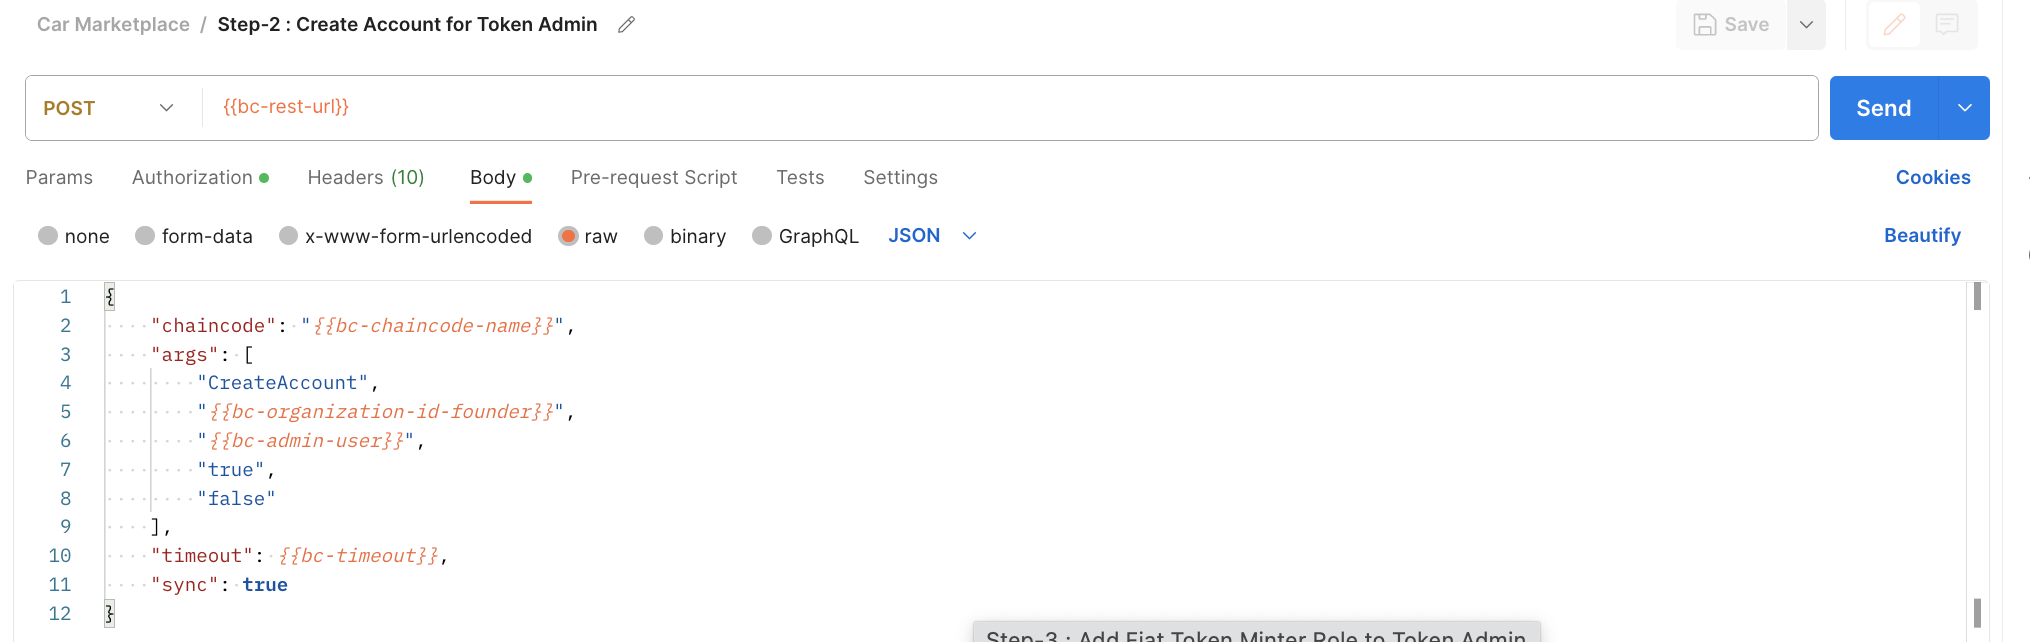 Car Marketplace / Step-2 : Create Account for Token Admin
Save
POST {{bc-rest-url}}
Send
Params Authorization Headers (10) Body Pre-request Script Tests Settings Cookies
none form-data x-www-form-urlencoded raw binary GraphQL JSON Beautify
1 {
2 "chaincode": "{{bc-chaincode-name}}",
3 "args": [
4 "CreateAccount",
5 "{{bc-organization-id-founder}}",
6 "{{bc-admin-user}}",
7 "true",
8 "false"
9 ],
10 "timeout": {{bc-timeout}},
11 "sync": true
12 }
Step-3 : Add Fiat Token Minter Role to Token Admin